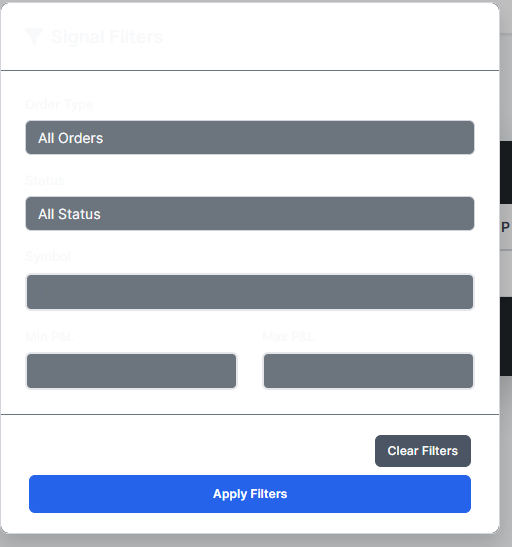 Signal Filters
Order Type
All Orders
Status
All Status
Symbol
Min P&L
Max P&L
P
Clear Filters
Apply Filters